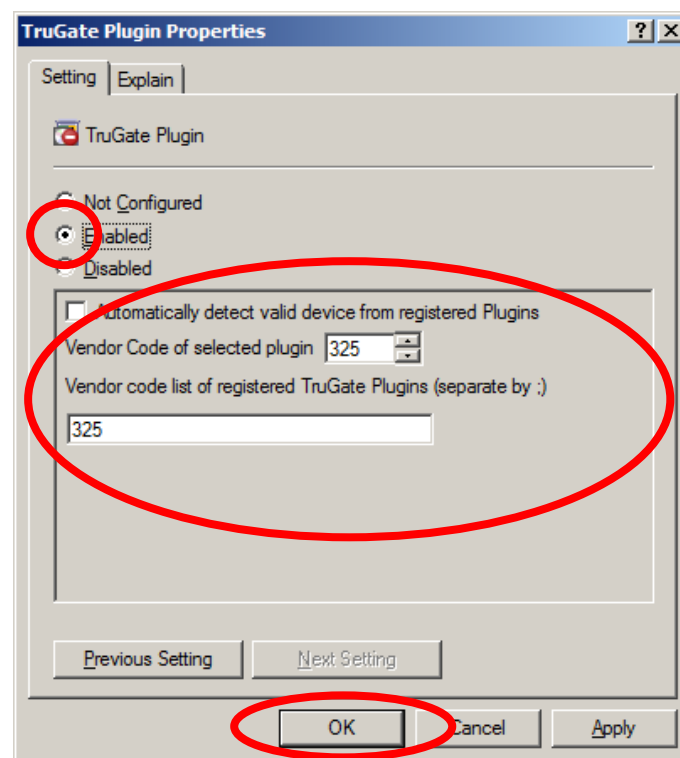 TruGate Plugin Properties
Setting Explain
TruGate Plugin
Not Configured
Enabled
Disabled
Automatically detect valid device from registered Plugins
Vendor Code of selected plugin 325
Vendor code list of registered TruGate Plugins (separate by ;)
325
Previous Setting Next Setting
OK Cancel Apply